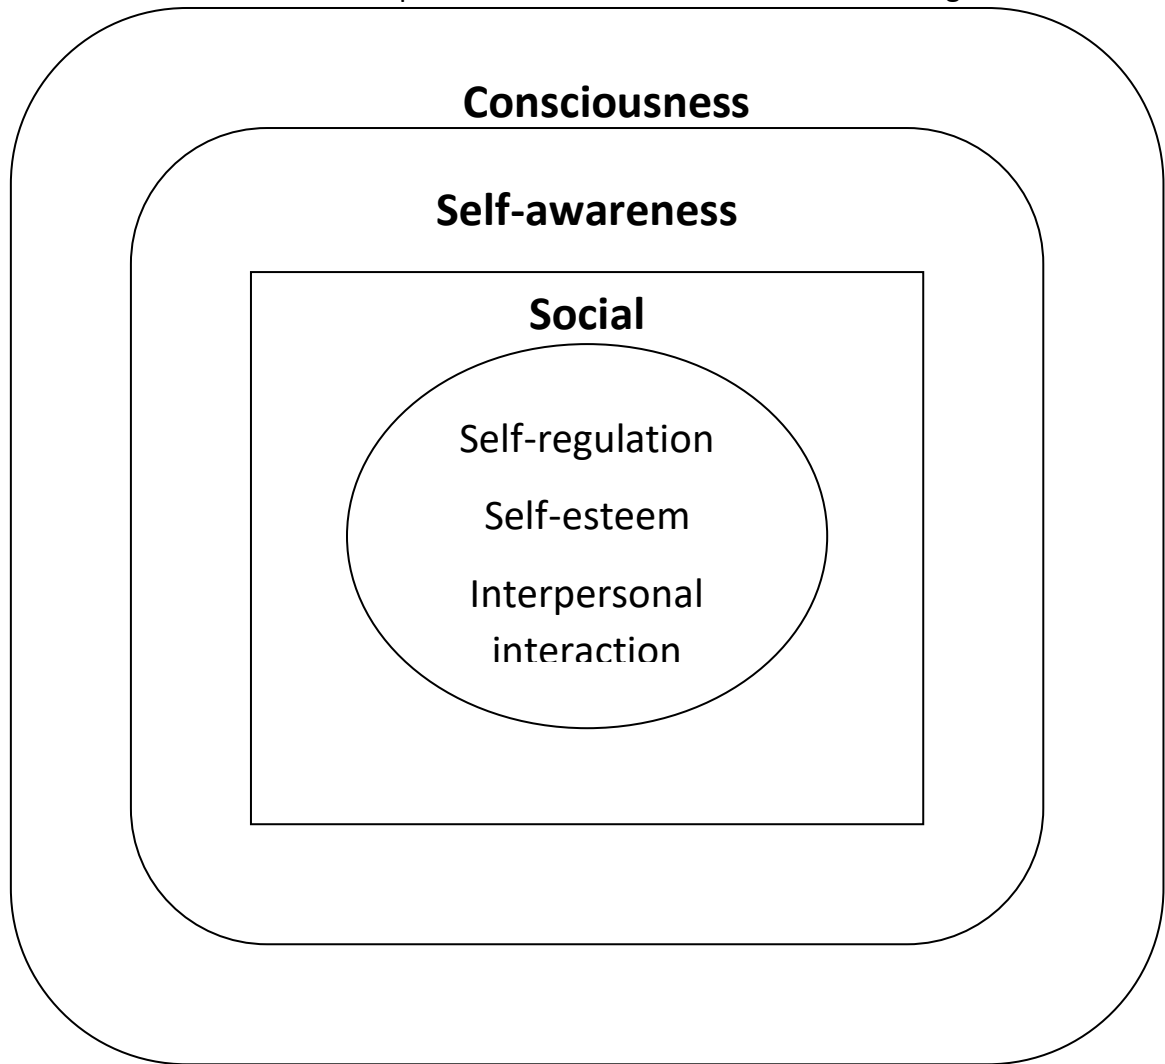 Consciousness
Self-awareness
Social
Self-regulation
Self-esteem
Interpersonal
interaction